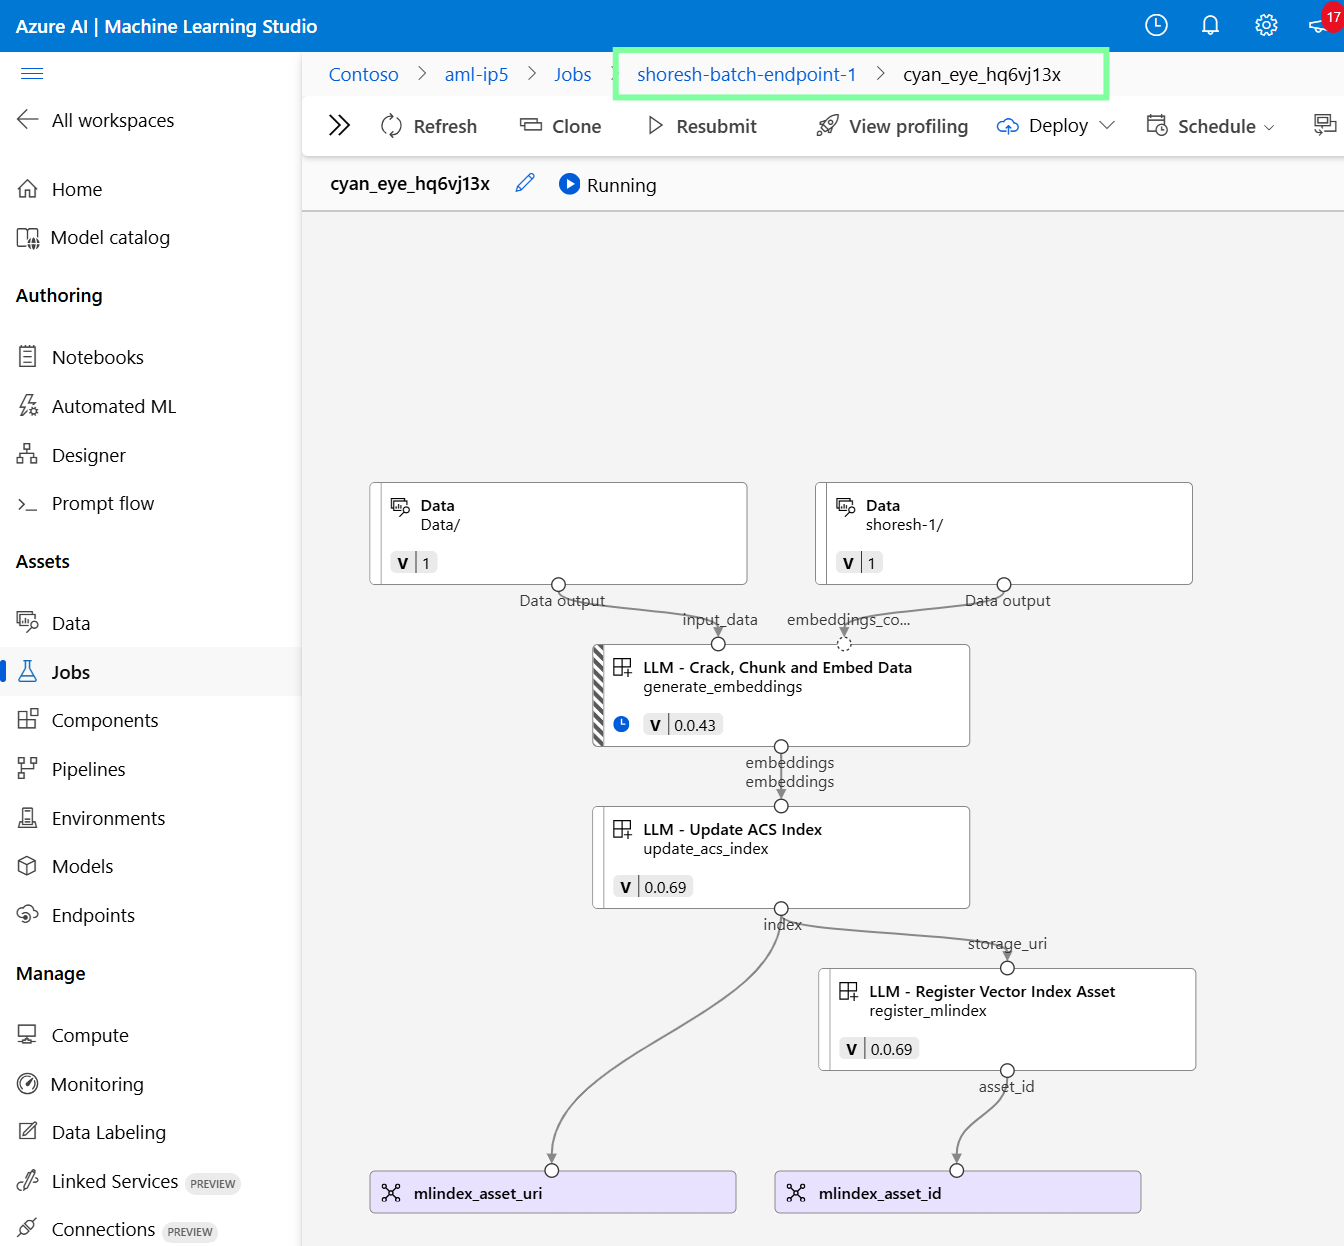 Azure AI | Machine Learning Studio
17
Contoso > aml-ip5 > Jobs > shoresh-batch-endpoint-1 > cyan_eye_hq6vj13x
All workspaces
Refresh
Clone
Resubmit
View profiling
Deploy
Schedule
cyan_eye_hq6vj13x
Running
Home
Model catalog
Authoring
Notebooks
Automated ML
Designer
Prompt flow
Assets
Data
Jobs
Components
Pipelines
Environments
Models
Endpoints
Manage
Compute
Monitoring
Data Labeling
Linked Services PREVIEW
Connections PREVIEW
Data
Data/
V 1
Data output
Data
shoresh-1/
V 1
Data output
input_data
embeddings_co...
LLM - Crack, Chunk and Embed Data
generate_embeddings
V 0.0.43
embeddings
embeddings
LLM - Update ACS Index
update_acs_index
V 0.0.69
index
storage_uri
LLM - Register Vector Index Asset
register_mlindex
V 0.0.69
asset_id
mlindex_asset_uri
mlindex_asset_id